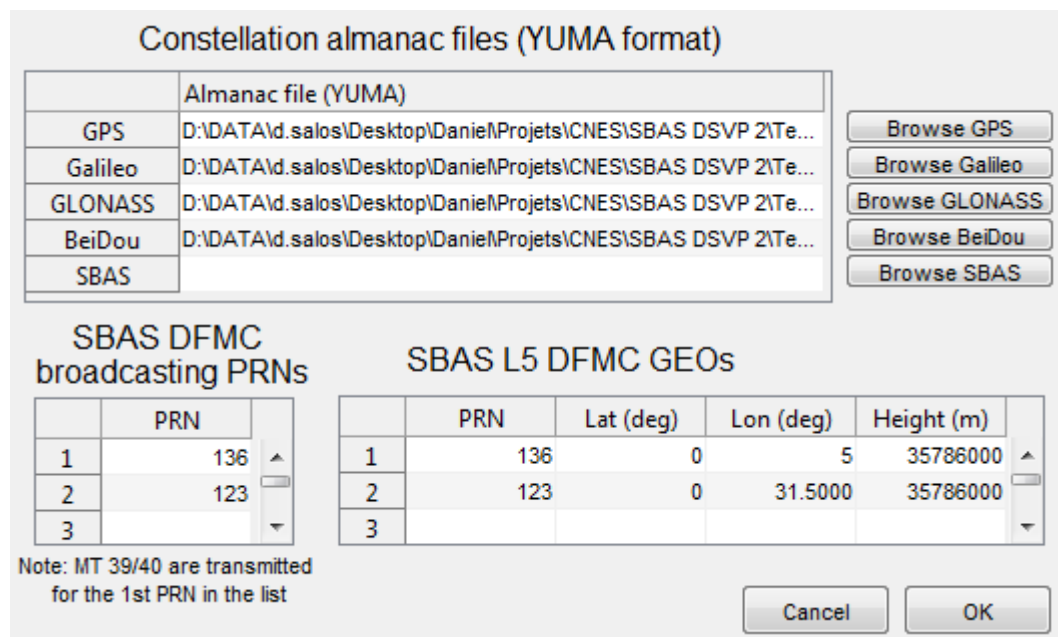 Constellation almanac files (YUMA format)
Almanac file (YUMA)
GPS D:\DATA\d.salos\Desktop\Daniel\Projets\CNES\SBAS DSVP 2\Te... Browse GPS
Galileo D:\DATA\d.salos\Desktop\Daniel\Projets\CNES\SBAS DSVP 2\Te... Browse Galileo
GLONASS D:\DATA\d.salos\Desktop\Daniel\Projets\CNES\SBAS DSVP 2\Te... Browse GLONASS
BeiDou D:\DATA\d.salos\Desktop\Daniel\Projets\CNES\SBAS DSVP 2\Te... Browse BeiDou
SBAS Browse SBAS
SBAS DFMC
broadcasting PRNs
PRN
1 136
2 123
3
Note: MT 39/40 are transmitted
for the 1st PRN in the list
SBAS L5 DFMC GEOs
PRN Lat (deg) Lon (deg) Height (m)
1 136 0 5 35786000
2 123 0 31.5000 35786000
3
Cancel OK